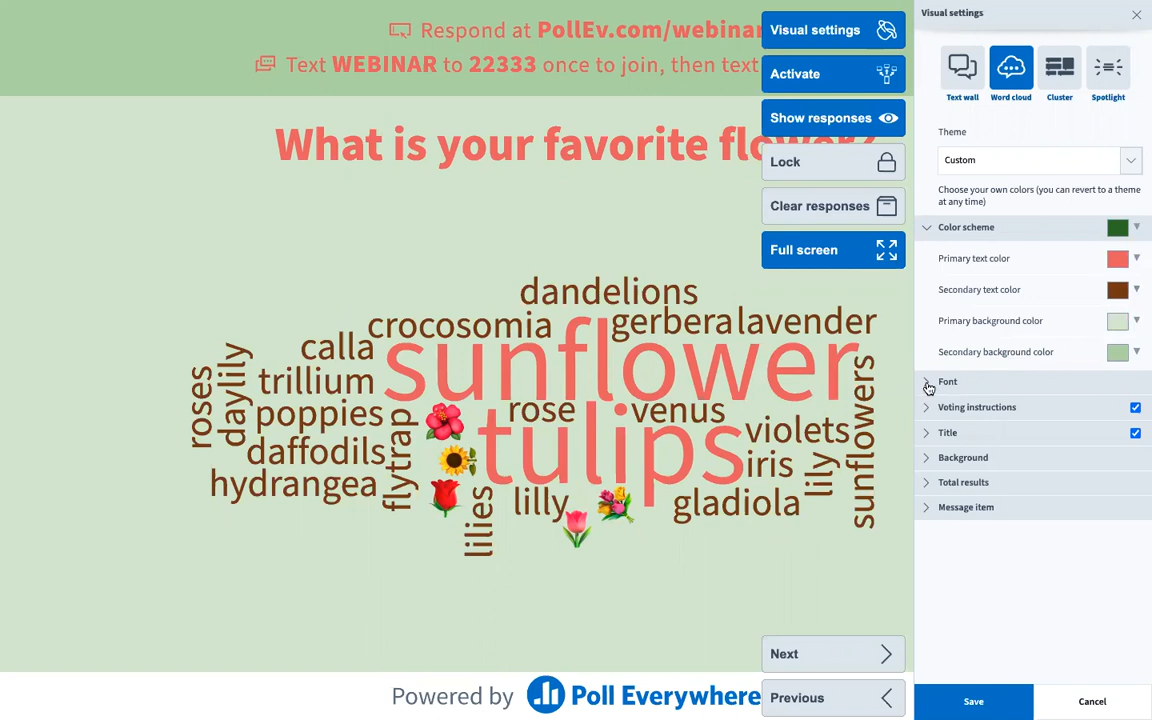 Respond at PollEv.com/webinar
Text WEBINAR to 22333 once to join, then text
What is your favorite flower?
dandelions
crocosomia
gerbera
lavender
calla
sunflower
roses
daylily
trillium
poppies
rose
venus
tulips
violets
daffodils
flytrap
iris
lily
sunflowers
hydrangea
lilies
lilly
gladiola
Powered by Poll Everywhere
Visual settings
Activate
Show responses
Lock
Clear responses
Full screen
Next
Previous
Visual settings
Text wall
Word cloud
Cluster
Spotlight
Theme
Custom
Choose your own colors (you can revert to a theme
at any time)
Color scheme
Primary text color
Secondary text color
Primary background color
Secondary background color
Font
Voting instructions
Title
Background
Total results
Message item
Save
Cancel